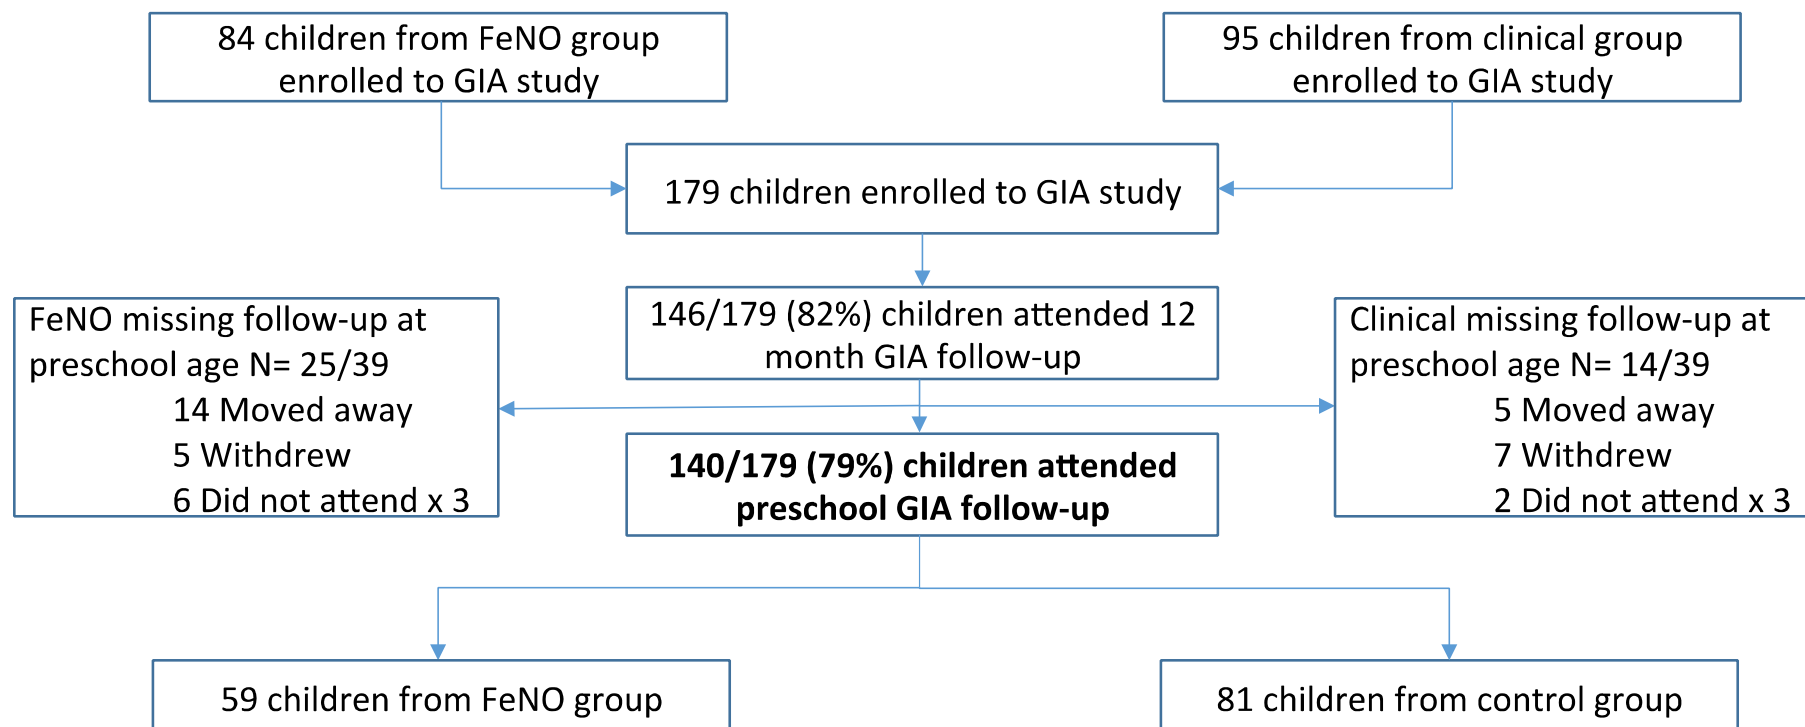 84 children from FeNO group
enrolled to GIA study
95 children from clinical group
enrolled to GIA study
179 children enrolled to GIA study
146/179 (82%) children attended 12
month GIA follow-up
FeNO missing follow-up at
preschool age N= 25/39
14 Moved away
5 Withdrew
6 Did not attend x 3
Clinical missing follow-up at
preschool age N= 14/39
5 Moved away
7 Withdrew
2 Did not attend x 3
140/179 (79%) children attended
preschool GIA follow-up
59 children from FeNO group
81 children from control group